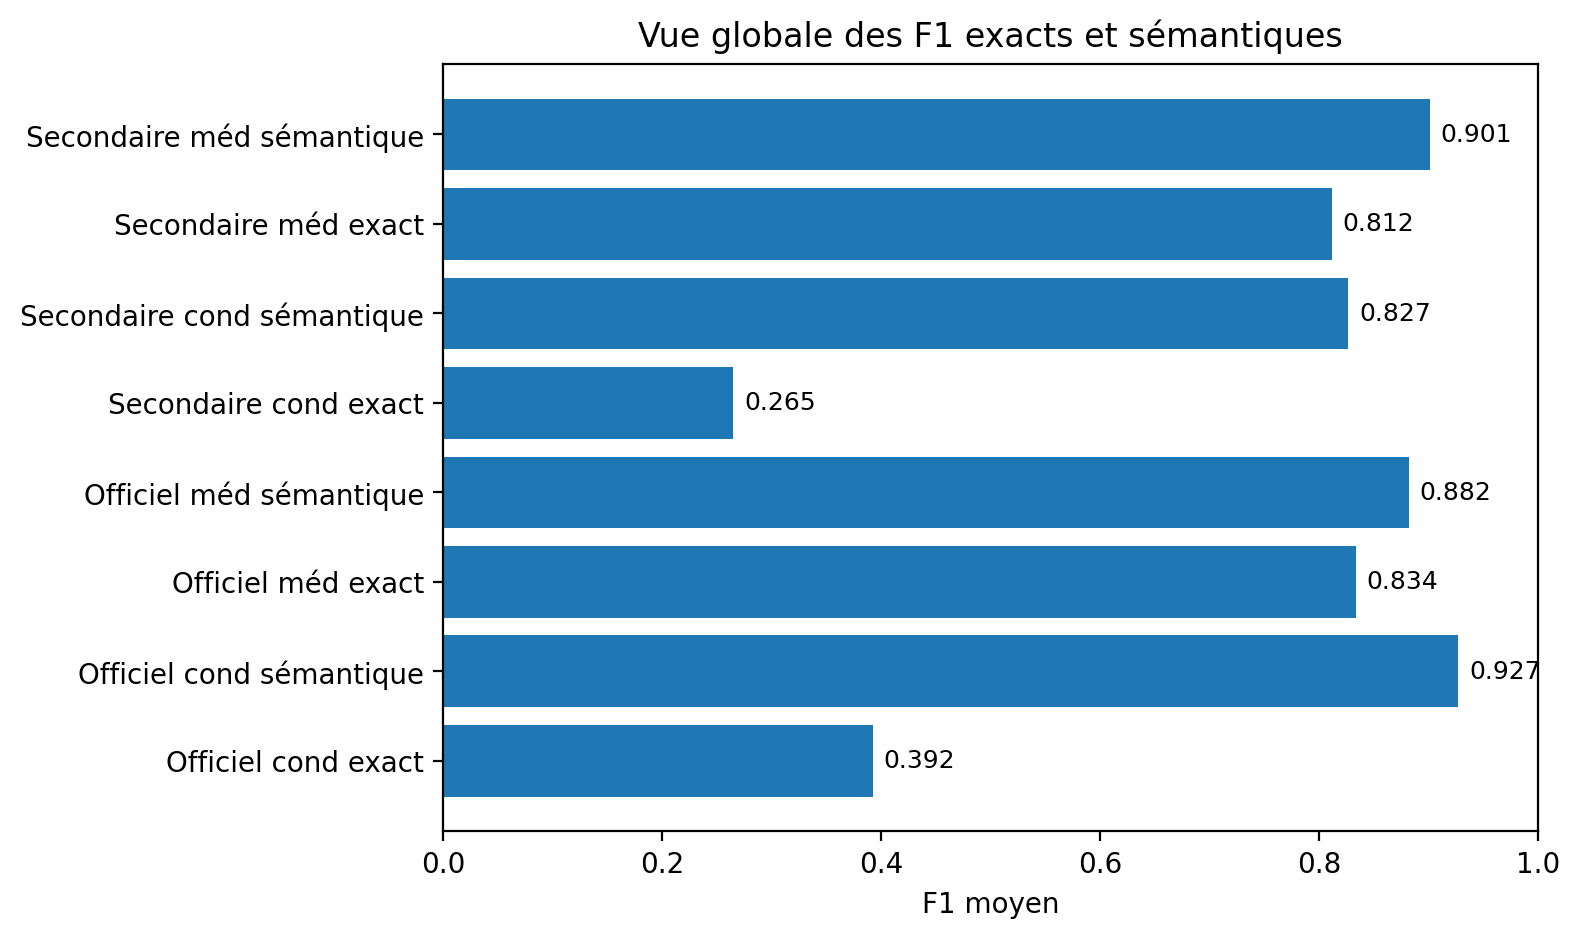 Vue globale des F1 exacts et sémantiques
Secondaire méd sémantique
0.901
Secondaire méd exact
0.812
Secondaire cond sémantique
0.827
Secondaire cond exact
0.265
Officiel méd sémantique
0.882
Officiel méd exact
0.834
Officiel cond sémantique
0.927
Officiel cond exact
0.392
0.0 0.2 0.4 0.6 0.8 1.0
F1 moyen